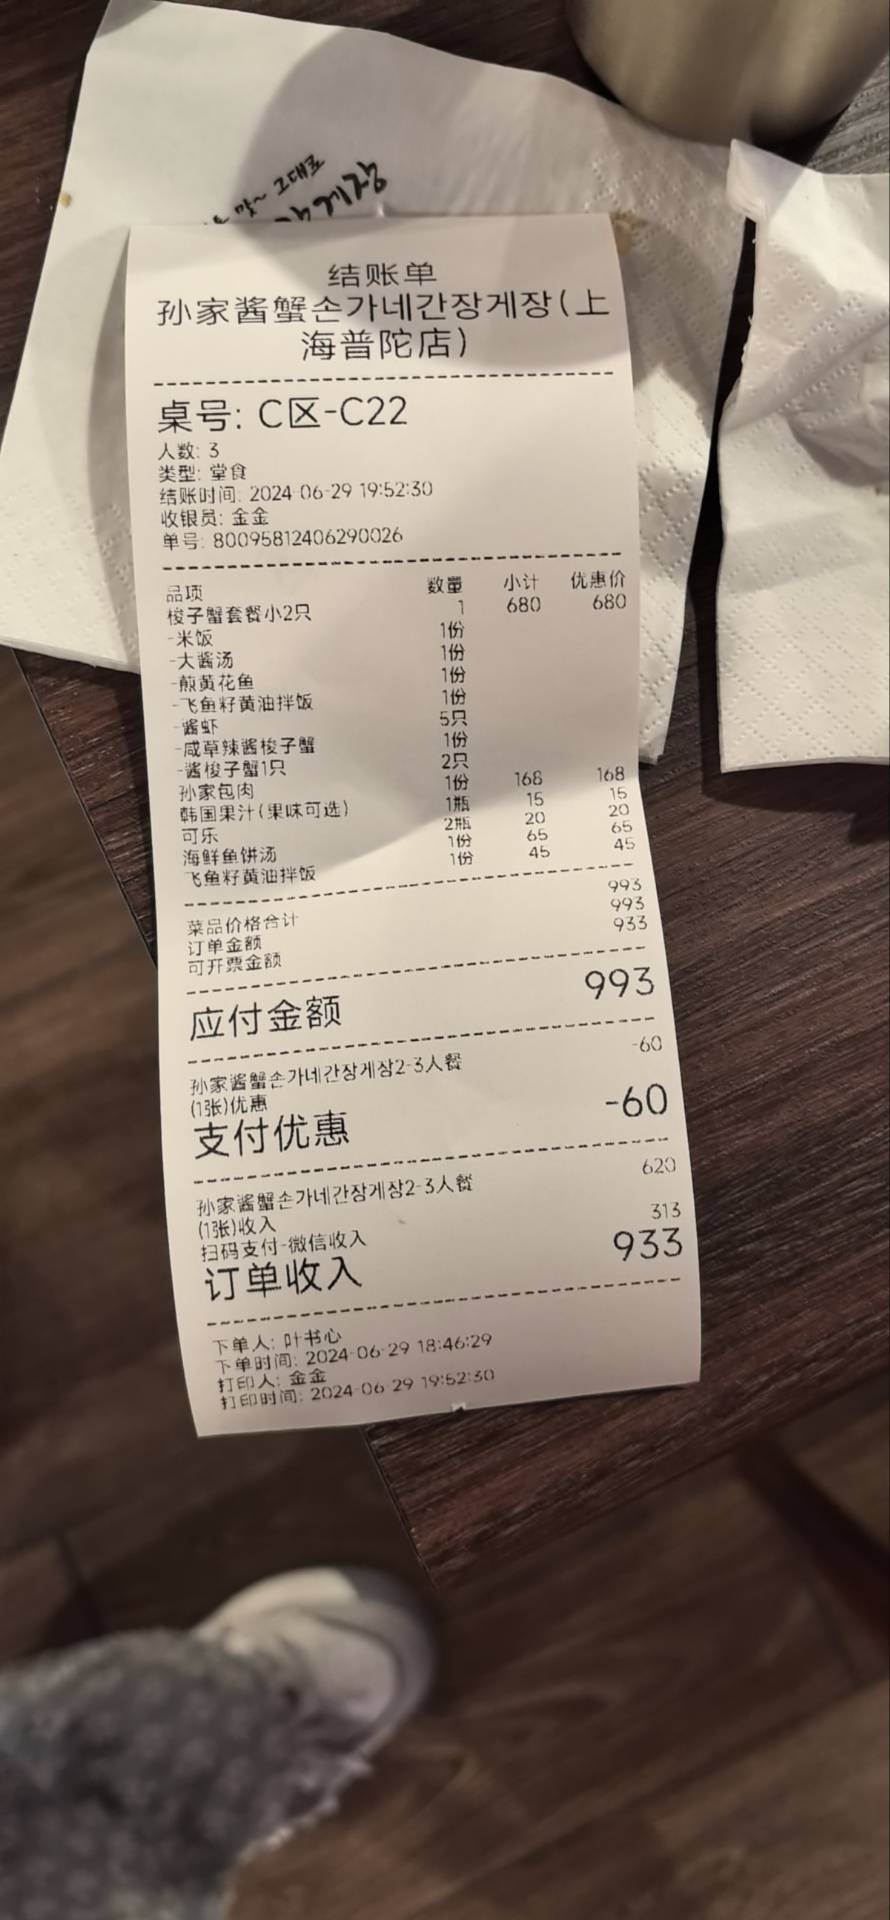 맛~ 그대로
게장
结账单
孙家酱蟹손가네간장게장(上
海普陀店)
桌号: C区-C22
人数: 3
类型: 堂食
结账时间: 2024-06-29 19:52:30
收银员: 金金
单号: 80095812406290026
品项 数量 小计 优惠价
梭子蟹套餐小2只 1 680 680
-米饭 1份
-大酱汤 1份
-煎黄花鱼 1份
-飞鱼籽黄油拌饭 1份
-酱虾 5只
-咸草辣酱梭子蟹 1份
-酱梭子蟹1只 2只
孙家包肉 1份 168 168
韩国果汁(果味可选) 1瓶 15 15
可乐 2瓶 20 20
海鲜鱼饼汤 1份 65 65
飞鱼籽黄油拌饭 1份 45 45
菜品价格合计 993
订单金额 993
可开票金额 933
应付金额 993
孙家酱蟹손가네간장게장2-3人餐 -60
(1张)优惠
支付优惠 -60
孙家酱蟹손가네간장게장2-3人餐 620
(1张)收入
扫码支付-微信收入 313
订单收入 933
下单人: 叶书心
下单时间: 2024-06-29 18:46:29
打印人: 金金
打印时间: 2024-06-29 19:52:30